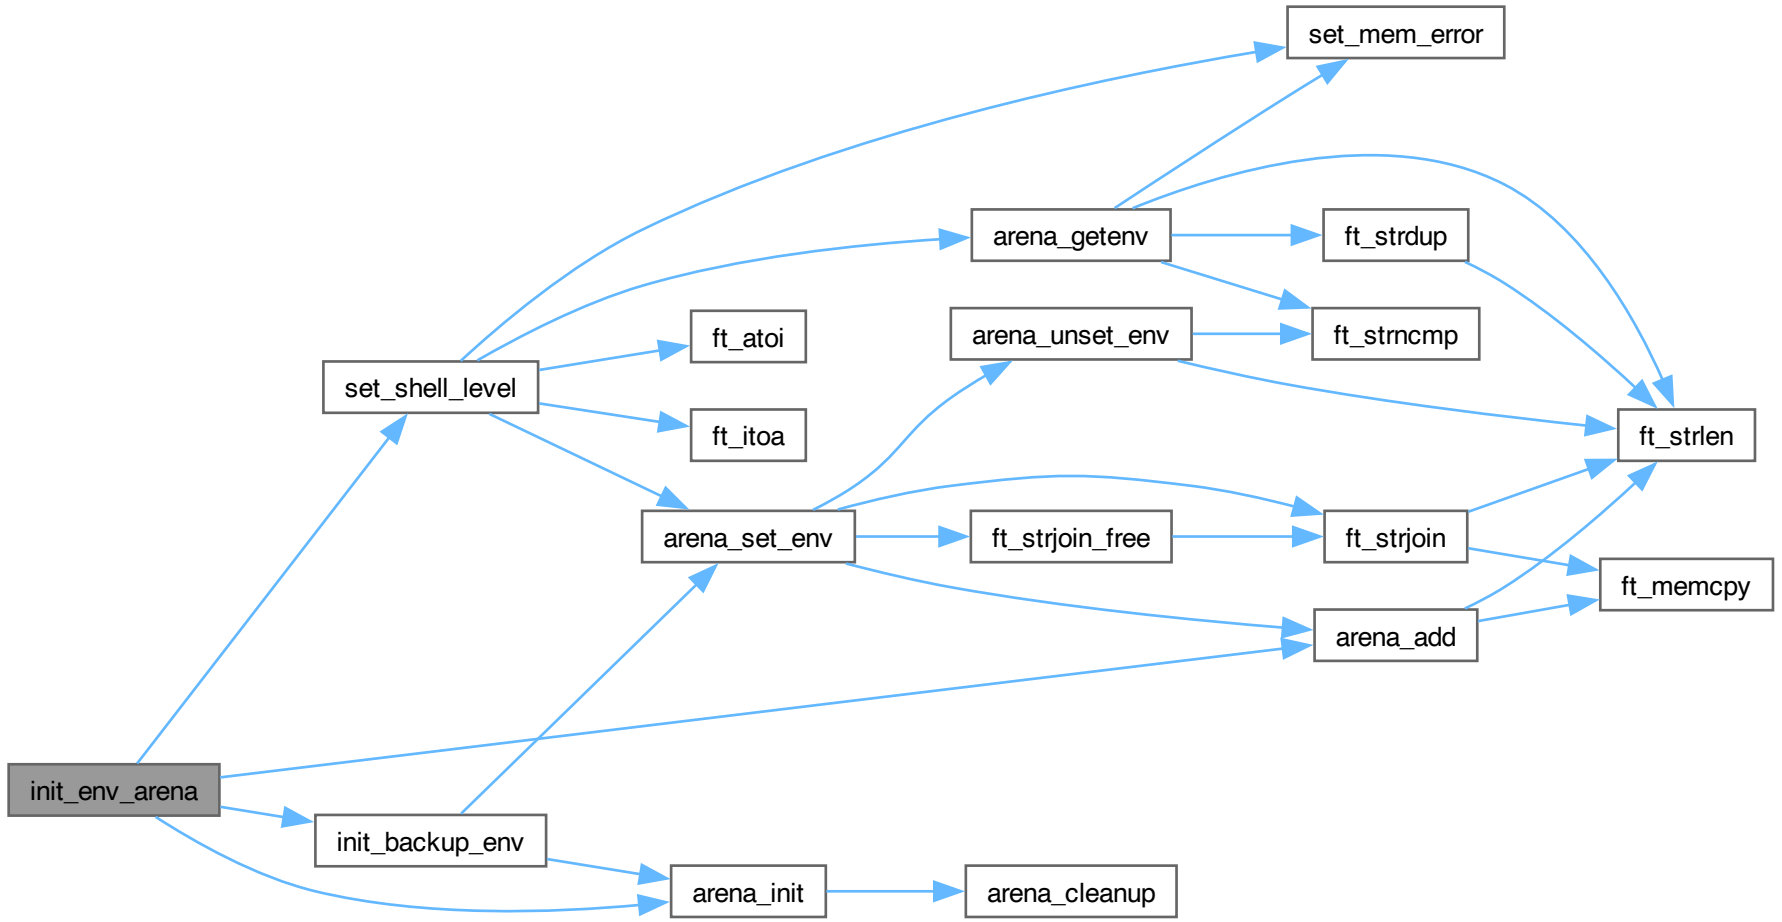 set_mem_error
arena_getenv
ft_strdup
ft_atoi
arena_unset_env
ft_strncmp
set_shell_level
ft_itoa
ft_strlen
arena_set_env
ft_strjoin_free
ft_strjoin
ft_memcpy
arena_add
init_env_arena
init_backup_env
arena_init
arena_cleanup